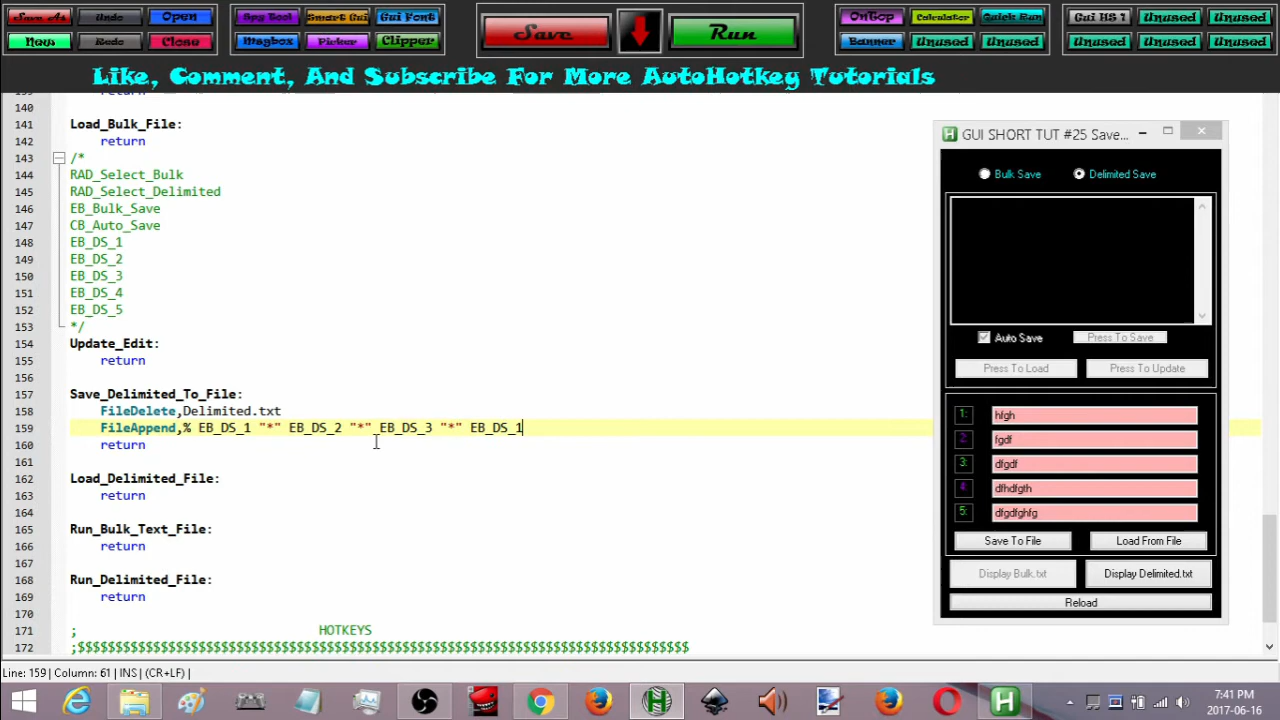 Save As Undo Open Spy Tool Smart Gui Gui Font Save Run OnTop Calculator Quick Run Gui HS 1 Unused Unused
New Redo Close Msgbox Picker Clipper Banner Unused Unused Unused Unused Unused
Like, Comment, And Subscribe For More AutoHotkey Tutorials
139 return
140
141 Load_Bulk_File:
142 return
143 /*
144 RAD_Select_Bulk
145 RAD_Select_Delimited
146 EB_Bulk_Save
147 CB_Auto_Save
148 EB_DS_1
149 EB_DS_2
150 EB_DS_3
151 EB_DS_4
152 EB_DS_5
153 */
154 Update_Edit:
155 return
156
157 Save_Delimited_To_File:
158 FileDelete,Delimited.txt
159 FileAppend,% EB_DS_1 "*" EB_DS_2 "*" EB_DS_3 "*" EB_DS_1
160 return
161
162 Load_Delimited_File:
163 return
164
165 Run_Bulk_Text_File:
166 return
167
168 Run_Delimited_File:
169 return
170
171 ; HOTKEYS
172 ;$$$$$$$$$$$$$$$$$$$$$$$$$$$$$$$$$$$$$$$$$$$$$$$$$$$$$$$$$$$$$$$$$$$$$$$$$$$$$$$$$
GUI SHORT TUT #25 Save...
Bulk Save Delimited Save
Auto Save Press To Save
Press To Load Press To Update
1: hfgh
2: fgdf
3: dfgdf
4: dfhdfgth
5: dfgdfghfg
Save To File Load From File
Display Bulk.txt Display Delimited.txt
Reload
Line: 159 | Column: 61 | INS | (CR+LF) |
7:41 PM
2017-06-16